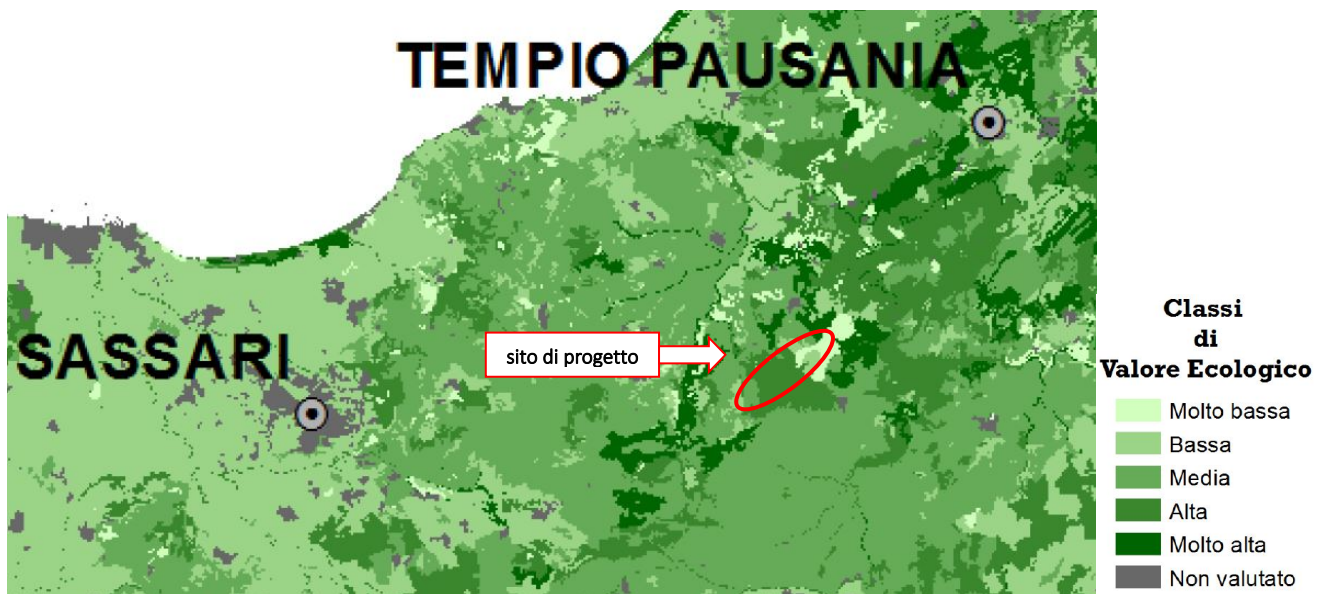 TEMPIO PAUSANIA
SASSARI
sito di progetto
Classi
di
Valore Ecologico
Molto bassa
Bassa
Media
Alta
Molto alta
Non valutato